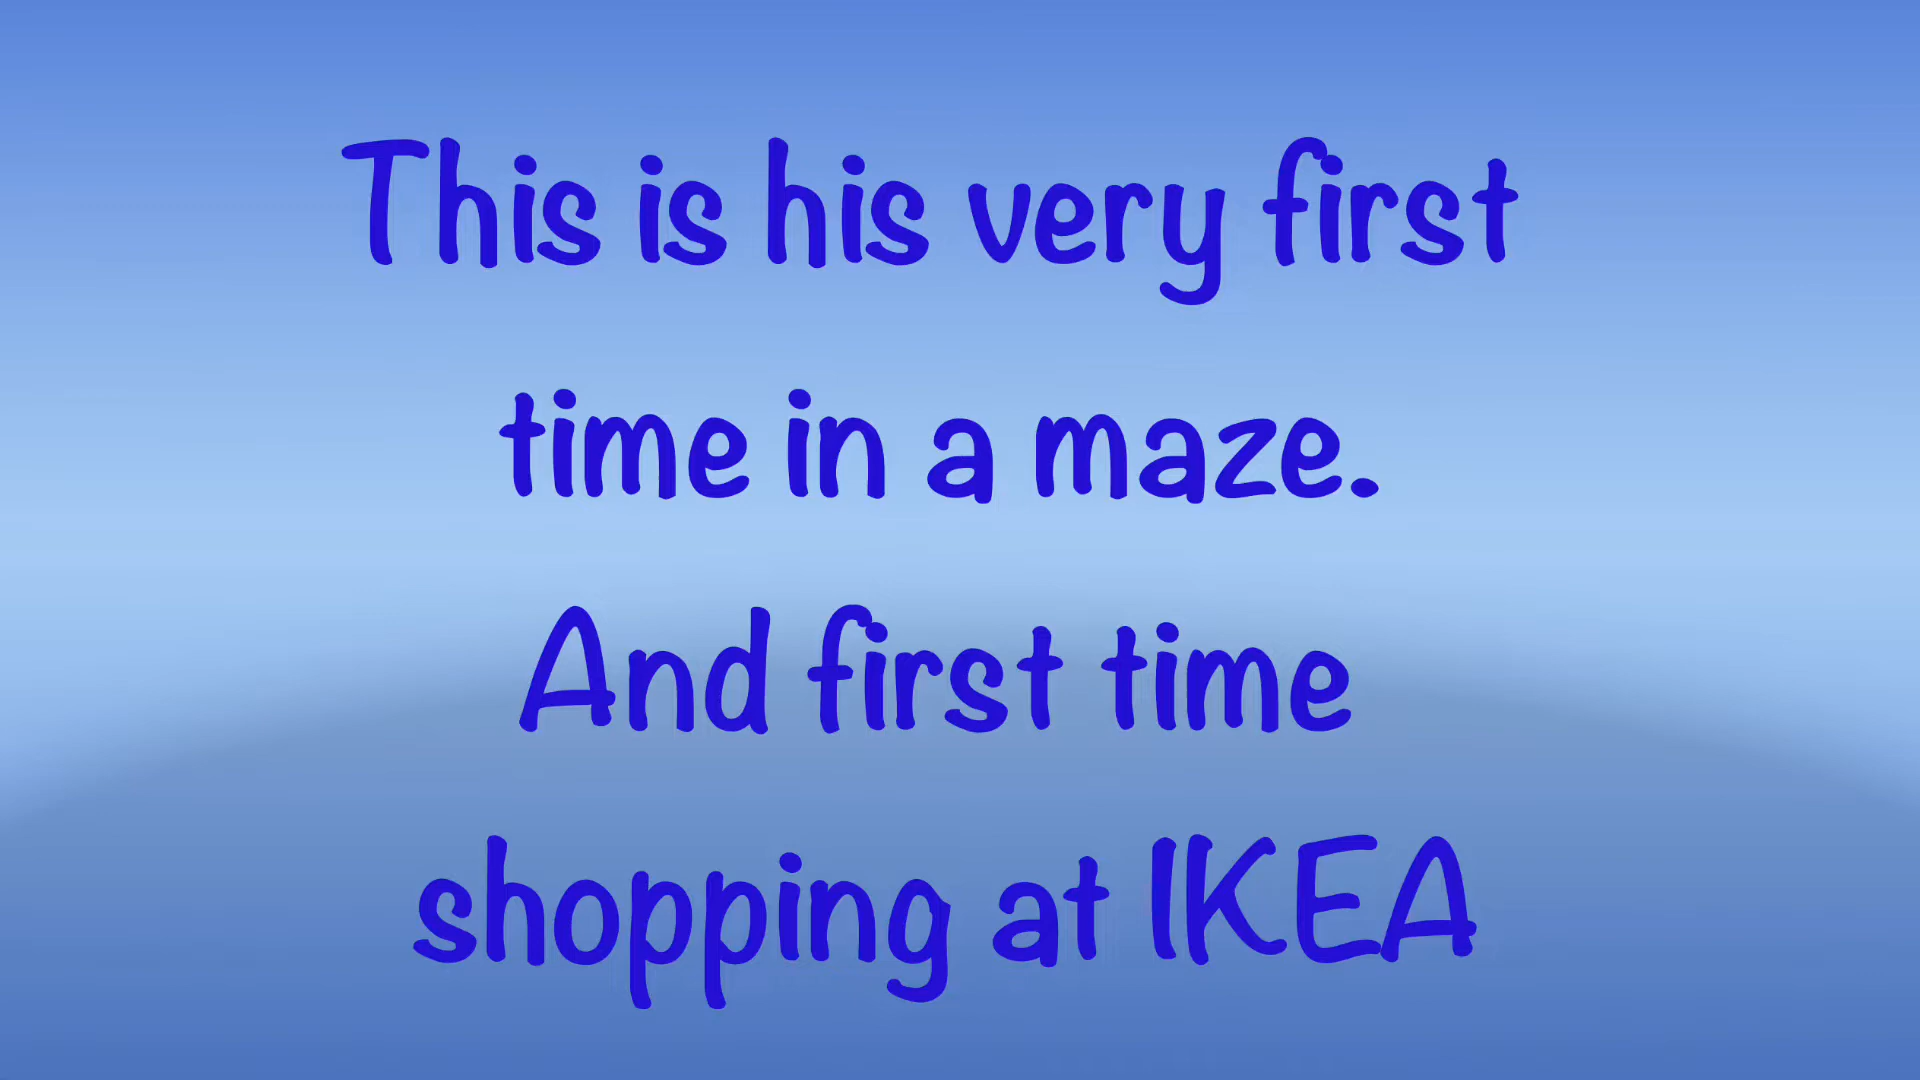 This is his very first
time in a maze.
And first time
shopping at IKEA